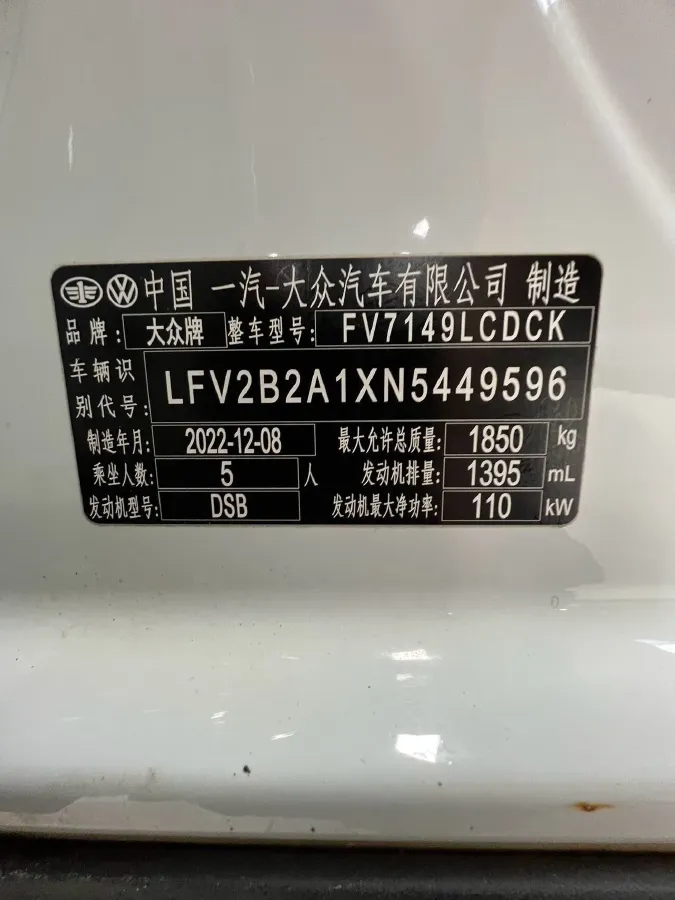 中国 一汽-大众汽车有限公司 制造
品牌: 大众牌 整车型号: FV7149LCDCK
车辆识
别代号: LFV2B2A1XN5449596
制造年月: 2022-12-08 最大允许总质量: 1850 kg
乘坐人数: 5 人 发动机排量: 1395 mL
发动机型号: DSB 发动机最大净功率: 110 kW